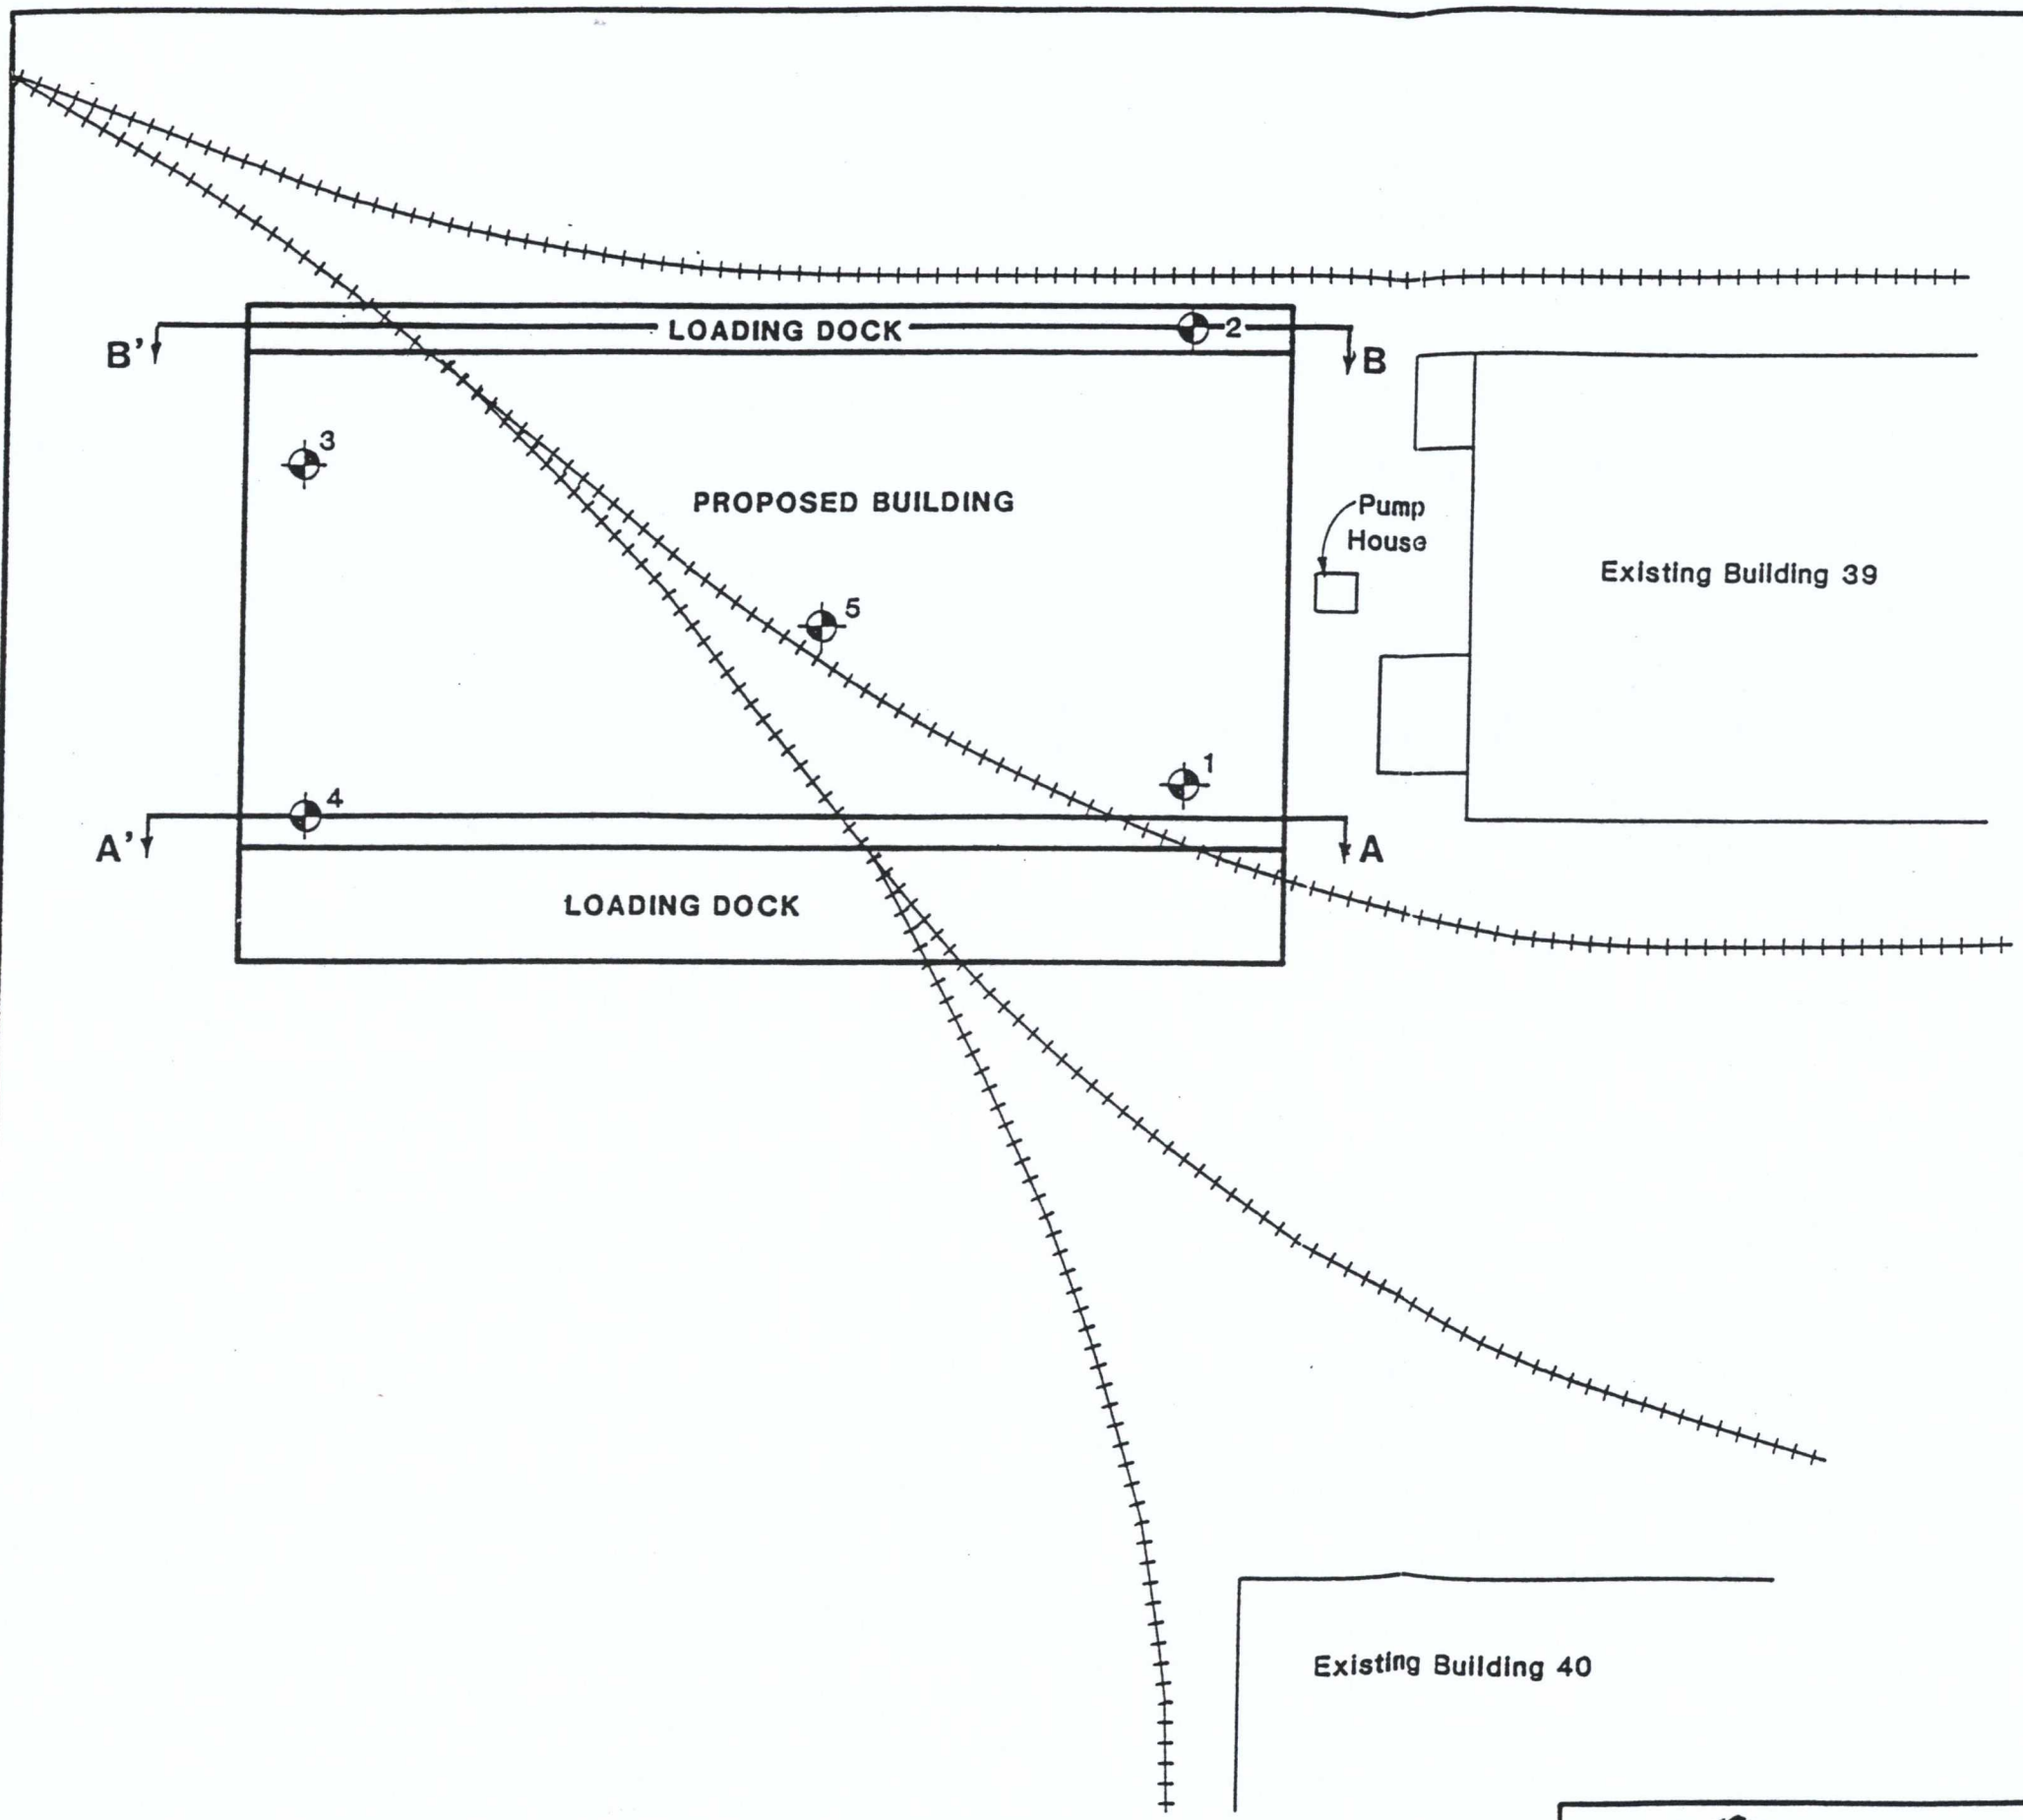 LOADING DOCK
2
B'
B
3
PROPOSED BUILDING
Pump
House
Existing Building 39
5
1
4
A'
A
LOADING DOCK
Existing Building 40